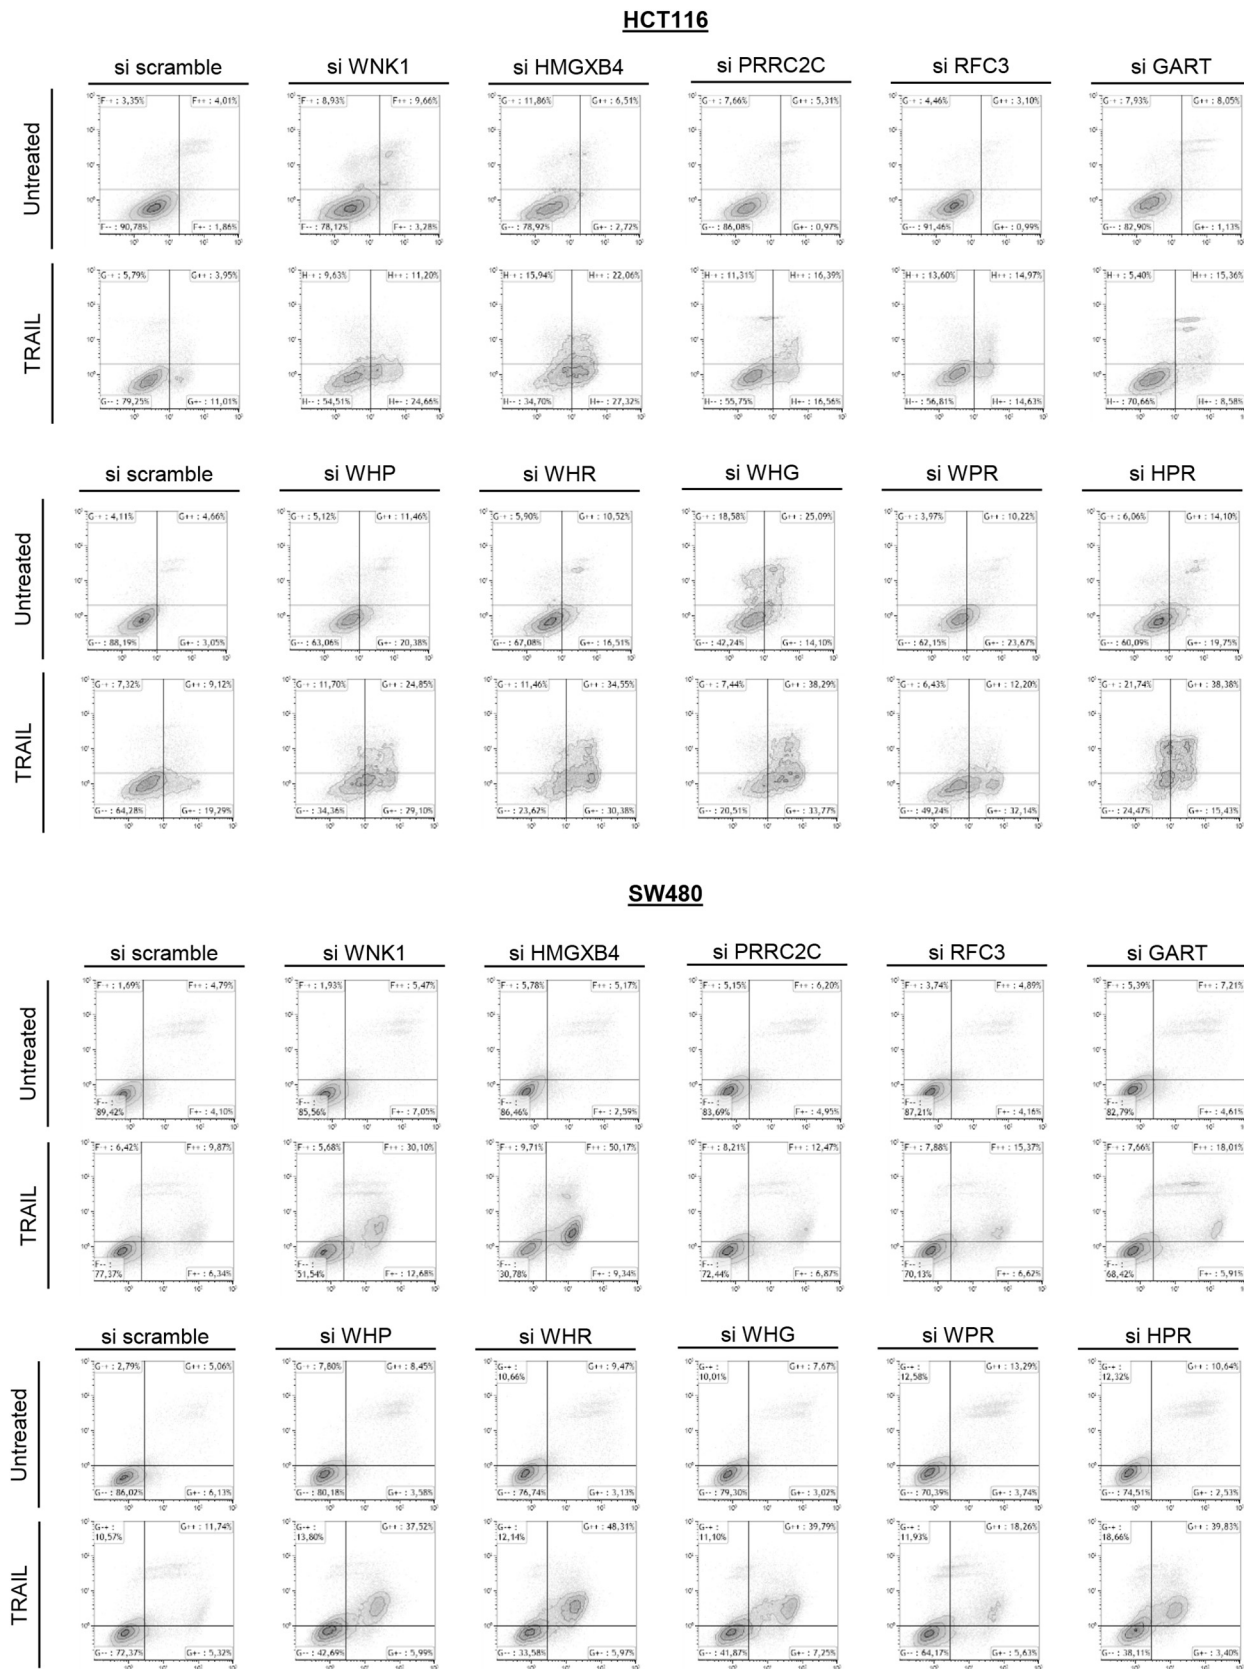 HCT116
si scramble si WNK1 si HMGXB4 si PRRC2C si RFC3 si GART
Untreated
F-+ : 3,35% F++ : 4,01% F-+ : 8,93% F++ : 9,66% G-+ : 11,86% G++ : 6,51% G-+ : 7,66% G++ : 5,31% G-+ : 4,46% G++ : 3,10% G-+ : 7,93% G++ : 8,05%
F-- : 90,78% F+- : 1,86% F-- : 78,12% F+- : 3,28% G-- : 78,92% G+- : 2,72% G-- : 86,08% G+- : 0,97% G-- : 91,46% G+- : 0,99% G-- : 82,90% G+- : 1,13%
TRAIL
G-+ : 5,79% G++ : 3,95% H-+ : 9,63% H++ : 11,20% H-+ : 15,94% H++ : 22,06% H-+ : 11,31% H++ : 16,39% H-+ : 13,60% H++ : 14,97% H-+ : 5,40% H++ : 15,36%
G-- : 79,25% G+- : 11,01% H-- : 54,51% H+- : 24,66% H-- : 34,70% H+- : 27,32% H-- : 55,75% H+- : 16,56% H-- : 56,81% H+- : 14,63% H-- : 70,66% H+- : 8,58%
si scramble si WHP si WHR si WHG si WPR si HPR
Untreated
G-+ : 4,11% G++ : 4,66% G-+ : 5,12% G++ : 11,46% G-+ : 5,90% G++ : 10,52% G-+ : 18,58% G++ : 25,09% G-+ : 3,97% G++ : 10,22% G-+ : 6,06% G++ : 14,10%
G-- : 88,19% G+- : 3,05% G-- : 63,06% G+- : 20,38% G-- : 67,08% G+- : 16,51% G-- : 42,24% G+- : 14,10% G-- : 62,15% G+- : 23,67% G-- : 60,09% G+- : 19,75%
TRAIL
G-+ : 7,32% G++ : 9,12% G-+ : 11,70% G++ : 24,85% G-+ : 11,46% G++ : 34,55% G-+ : 7,44% G++ : 38,29% G-+ : 6,43% G++ : 12,20% G-+ : 21,74% G++ : 38,38%
G-- : 64,28% G+- : 19,29% G-- : 34,36% G+- : 29,10% G-- : 23,62% G+- : 30,38% G-- : 20,51% G+- : 33,77% G-- : 49,24% G+- : 32,14% G-- : 24,47% G+- : 15,43%
SW480
si scramble si WNK1 si HMGXB4 si PRRC2C si RFC3 si GART
Untreated
F-+ : 1,69% F++ : 4,79% F-+ : 1,93% F++ : 5,47% F-+ : 5,78% F++ : 5,17% F-+ : 5,15% F++ : 6,20% F-+ : 3,74% F++ : 4,89% F-+ : 5,39% F++ : 7,21%
F-- : F-- : F-- : F-- : F-- : F-- :
89,42% F+- : 4,10% 85,56% F+- : 7,05% 86,46% F+- : 2,59% 83,69% F+- : 4,95% 87,21% F+- : 4,16% 82,79% F+- : 4,61%
TRAIL
F-+ : 6,42% F++ : 9,87% F-+ : 5,68% F++ : 30,10% F-+ : 9,71% F++ : 50,17% F-+ : 8,21% F++ : 12,47% F-+ : 7,88% F++ : 15,37% F-+ : 7,66% F++ : 18,01%
F-- : F-- : F-- : F-- : F-- : F-- :
77,37% F+- : 6,34% 51,54% F+- : 12,68% 30,78% F+- : 9,34% 72,44% F+- : 6,87% 70,13% F+- : 6,62% 68,42% F+- : 5,91%
si scramble si WHP si WHR si WHG si WPR si HPR
Untreated
G-+ : 2,79% G++ : 5,06% G-+ : 7,80% G++ : 8,45% G-+ : G++ : 9,47% G-+ : G++ : 7,67% G-+ : G++ : 13,29% G-+ : G++ : 10,64%
10,66% 10,01% 12,58% 12,32%
G-- : 86,02% G+- : 6,13% G-- : 80,18% G+- : 3,58% G-- : 76,74% G+- : 3,13% G-- : 79,30% G+- : 3,02% G-- : 70,39% G+- : 3,74% G-- : 74,51% G+- : 2,53%
TRAIL
G-+ : G++ : 11,74% G-+ : G++ : 37,52% G-+ : G++ : 48,31% G-+ : G++ : 39,79% G-+ : G++ : 18,26% G-+ : G++ : 39,83%
10,57% 13,80% 12,14% 11,10% 11,93% 18,66%
G-- : 72,37% G+- : 5,32% G-- : 42,69% G+- : 5,99% G-- : 33,58% G+- : 5,97% G-- : 41,87% G+- : 7,25% G-- : 64,17% G+- : 5,63% G-- : 38,11% G+- : 3,40%